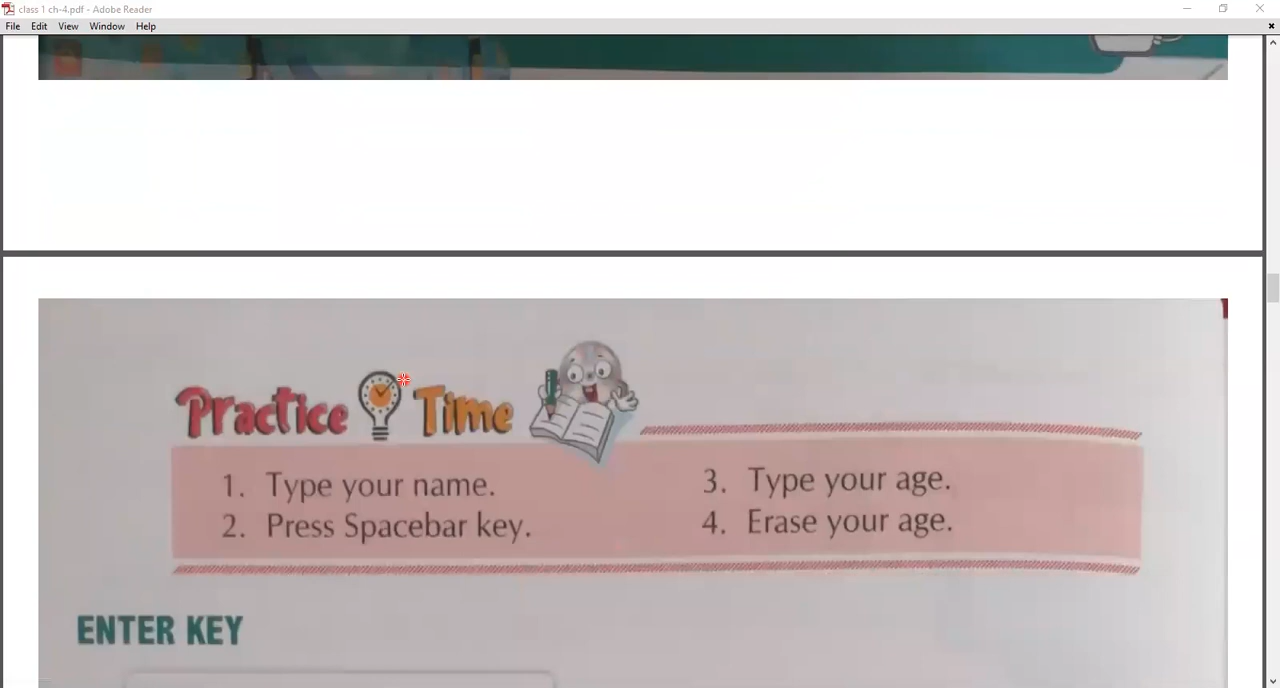 class 1 ch-4.pdf - Adobe Reader
File Edit View Window Help
Practice Time
1. Type your name.
2. Press Spacebar key.
3. Type your age.
4. Erase your age.
ENTER KEY